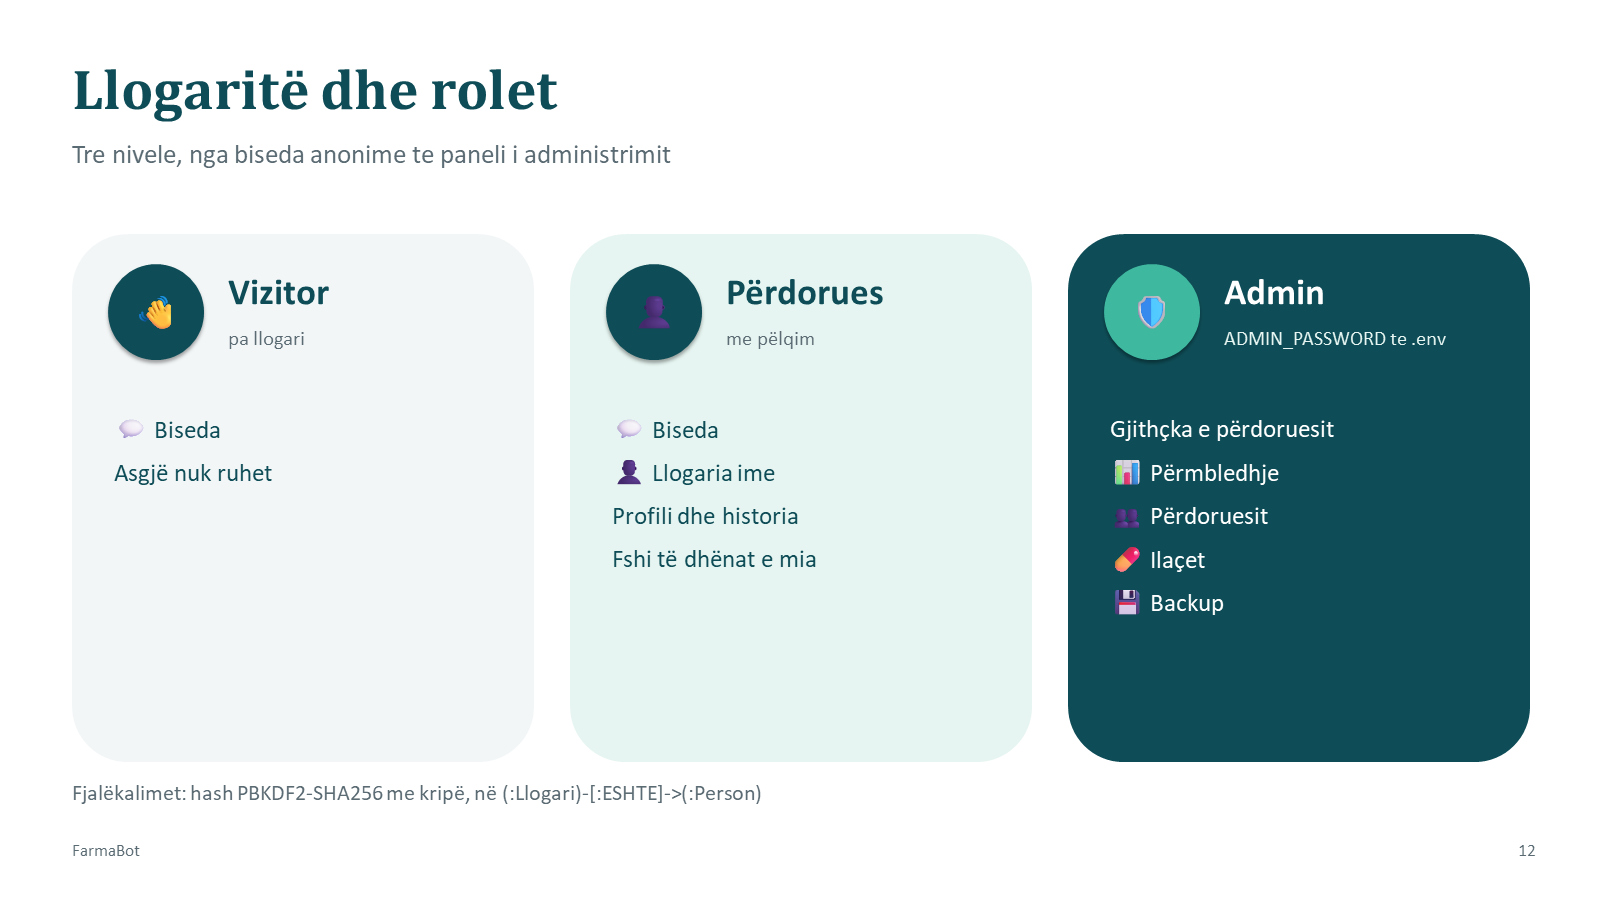 Llogaritë dhe rolet
Tre nivele, nga biseda anonime te paneli i administrimit
Vizitor
pa llogari
Biseda
Asgjë nuk ruhet
Përdorues
me pëlqim
Biseda
Llogaria ime
Profili dhe historia
Fshi të dhënat e mia
Admin
ADMIN_PASSWORD te .env
Gjithçka e përdoruesit
Përmbledhje
Përdoruesit
Ilaçet
Backup
Fjalëkalimet: hash PBKDF2-SHA256 me kripë, në (:Llogari)-[:ESHTE]->(:Person)
FarmaBot
12